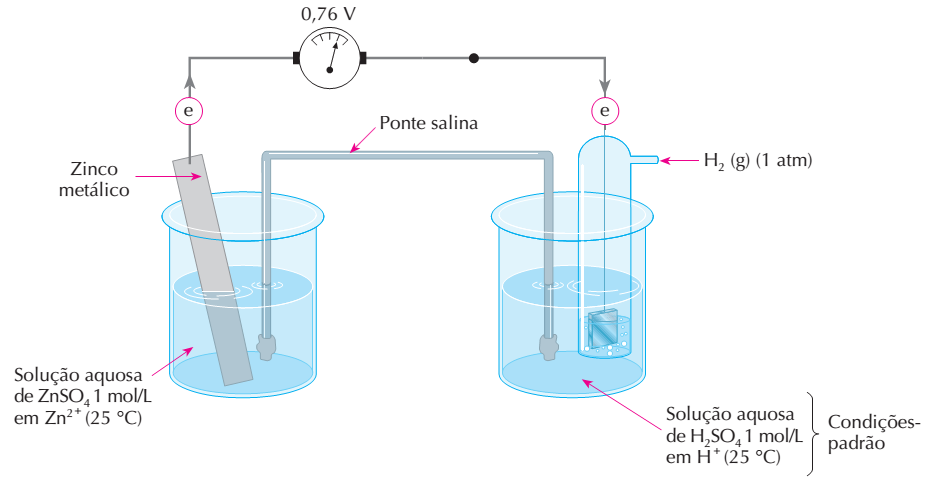 0,76 V
e
e
Ponte salina
Zinco
metálico
H₂ (g) (1 atm)
Solução aquosa
de ZnSO₄ 1 mol/L
em Zn²⁺ (25 °C)
Solução aquosa
de H₂SO₄ 1 mol/L
em H⁺ (25 °C)
Condições-
padrão